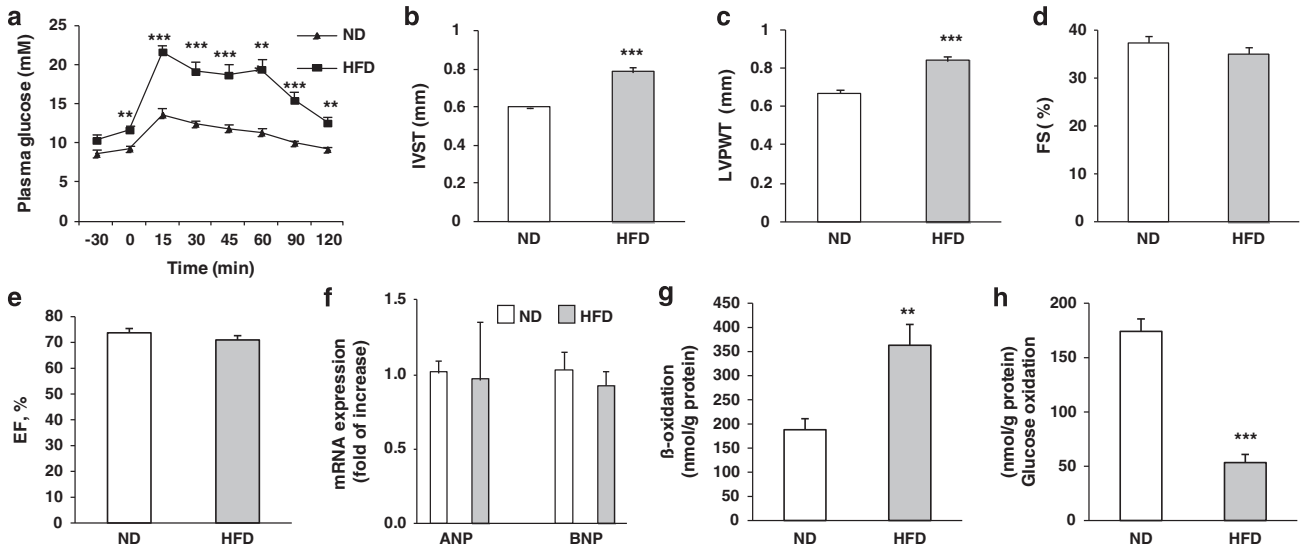 a
Plasma glucose (mM)
25
20
15
10
5
0
-30 0 15 30 45 60 90 120
Time (min)
ND
HFD
**
***
***
***
**
***
**
b
IVST (mm)
1
0.8
0.6
0.4
0.2
0
***
ND HFD
c
LVPWT (mm)
1
0.8
0.6
0.4
0.2
0
***
ND HFD
d
FS( %)
40
30
20
10
0
ND HFD
e
EF, %
80
70
60
50
40
30
20
10
0
ND HFD
f
mRNA expression
(fold of increase)
1.5
1.0
0.5
0.0
ND HFD
ANP BNP
g
ß-oxidation
(nmol/g protein)
450
400
350
300
250
200
150
100
50
0
**
ND HFD
h
(nmol/g protein)
Glucose oxidation
200
150
100
50
0
***
ND HFD